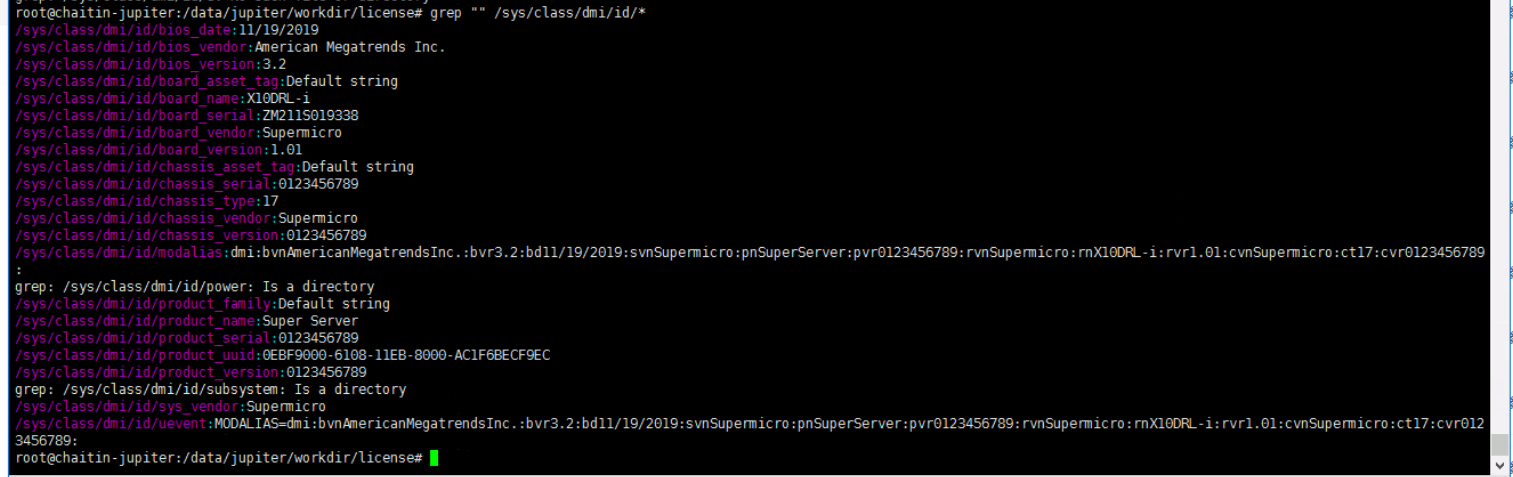 root@chaitin-jupiter:/data/jupiter/workdir/license# grep "" /sys/class/dmi/id/*
/sys/class/dmi/id/bios_date:11/19/2019
/sys/class/dmi/id/bios_vendor:American Megatrends Inc.
/sys/class/dmi/id/bios_version:3.2
/sys/class/dmi/id/board_asset_tag:Default string
/sys/class/dmi/id/board_name:X10DRL-i
/sys/class/dmi/id/board_serial:ZM211S019338
/sys/class/dmi/id/board_vendor:Supermicro
/sys/class/dmi/id/board_version:1.01
/sys/class/dmi/id/chassis_asset_tag:Default string
/sys/class/dmi/id/chassis_serial:0123456789
/sys/class/dmi/id/chassis_type:17
/sys/class/dmi/id/chassis_vendor:Supermicro
/sys/class/dmi/id/chassis_version:0123456789
/sys/class/dmi/id/modalias:dmi:bvnAmericanMegatrendsInc.:bvr3.2:bd11/19/2019:svnSupermicro:pnSuperServer:pvr0123456789:rvnSupermicro:rnX10DRL-i:rvr1.01:cvnSupermicro:ct17:cvr0123456789
:
grep: /sys/class/dmi/id/power: Is a directory
/sys/class/dmi/id/product_family:Default string
/sys/class/dmi/id/product_name:Super Server
/sys/class/dmi/id/product_serial:0123456789
/sys/class/dmi/id/product_uuid:0EBF9000-6108-11EB-8000-AC1F6BECF9EC
/sys/class/dmi/id/product_version:0123456789
grep: /sys/class/dmi/id/subsystem: Is a directory
/sys/class/dmi/id/sys_vendor:Supermicro
/sys/class/dmi/id/uevent:MODALIAS=dmi:bvnAmericanMegatrendsInc.:bvr3.2:bd11/19/2019:svnSupermicro:pnSuperServer:pvr0123456789:rvnSupermicro:rnX10DRL-i:rvr1.01:cvnSupermicro:ct17:cvr012
3456789:
root@chaitin-jupiter:/data/jupiter/workdir/license#